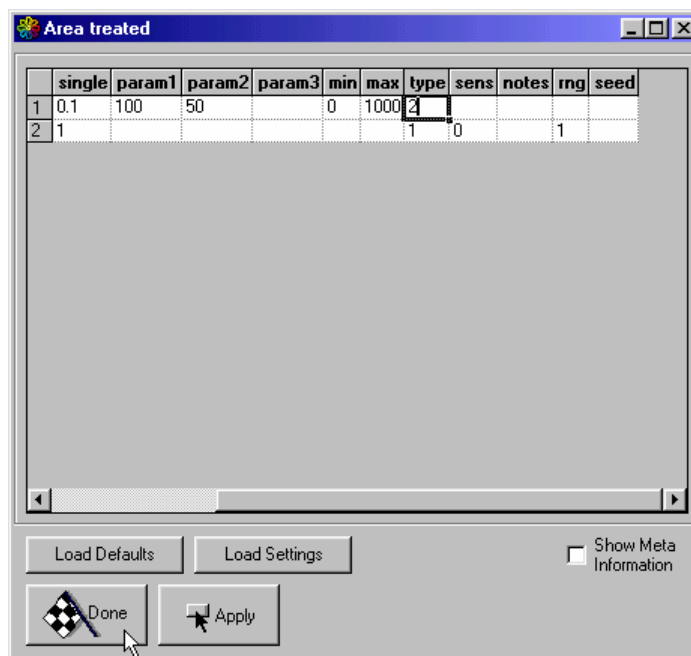 Area treated
single param1 param2 param3 min max type sens notes rng seed
1 0.1 100 50 0 1000 2
2 1 1 0 1
Load Defaults Load Settings Show Meta Information
Done Apply